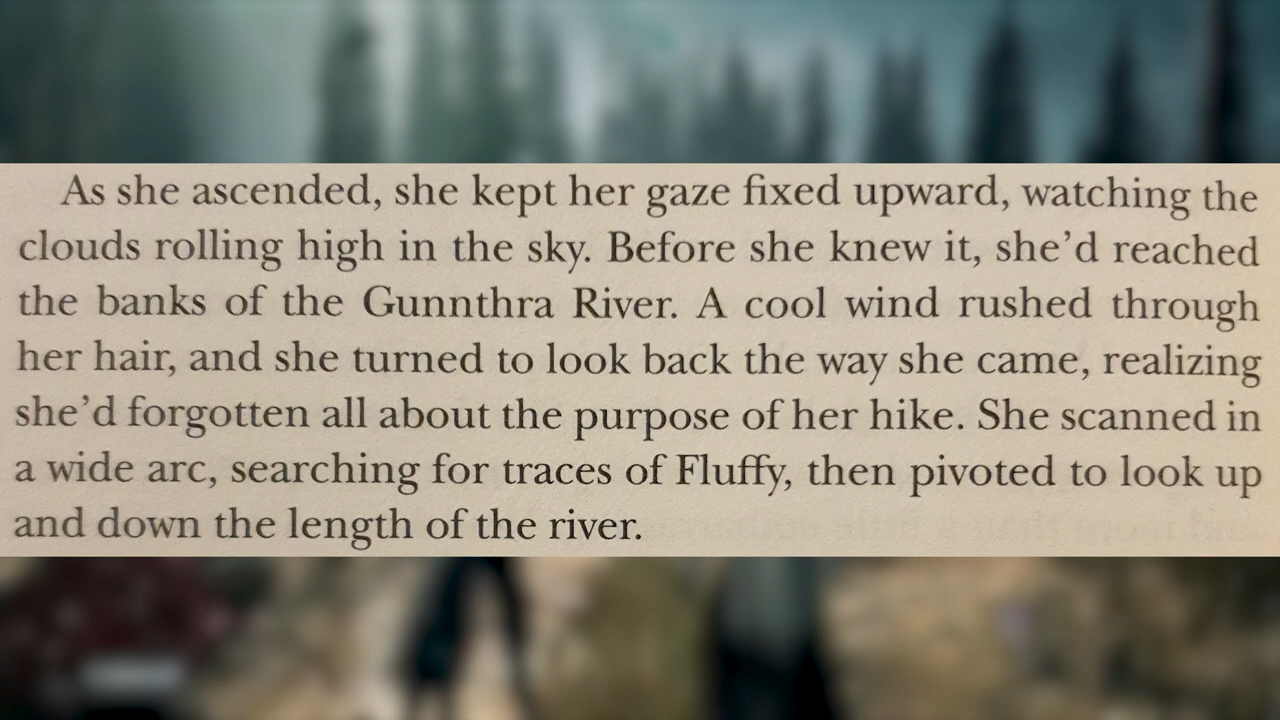 As she ascended, she kept her gaze fixed upward, watching the
clouds rolling high in the sky. Before she knew it, she’d reached
the banks of the Gunnthra River. A cool wind rushed through
her hair, and she turned to look back the way she came, realizing
she’d forgotten all about the purpose of her hike. She scanned in
a wide arc, searching for traces of Fluffy, then pivoted to look up
and down the length of the river.